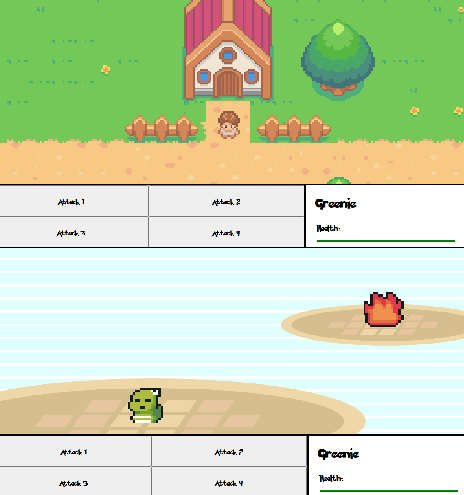 Attack 1
Attack 2
Greenie
Health:
Attack 3
Attack 4
Attack 1
Attack 2
Greenie
Health:
Attack 3
Attack 4